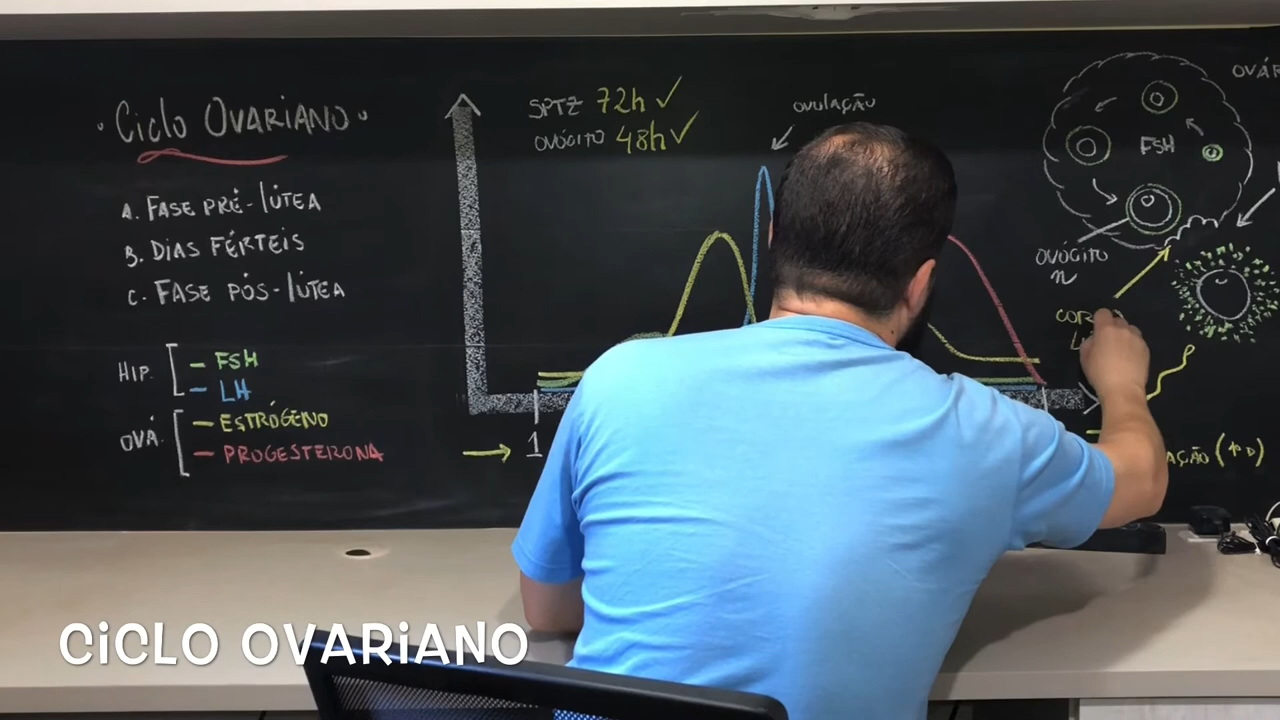 Ciclo OVARIANO
A. FASE PRÉ-lÚTEA
B. DIAS FÉRTEIS
C. FASE PÓS-lÚTEA
HIP.
- FSH
- LH
OVÁ.
- ESTRÓGENO
- PROGESTERONA
SPTZ 72h ✓
OVÓCITO 48h ✓
OVULAÇÃO
1
FSH
OVÓCITO
n
CiCLO OVARiANO